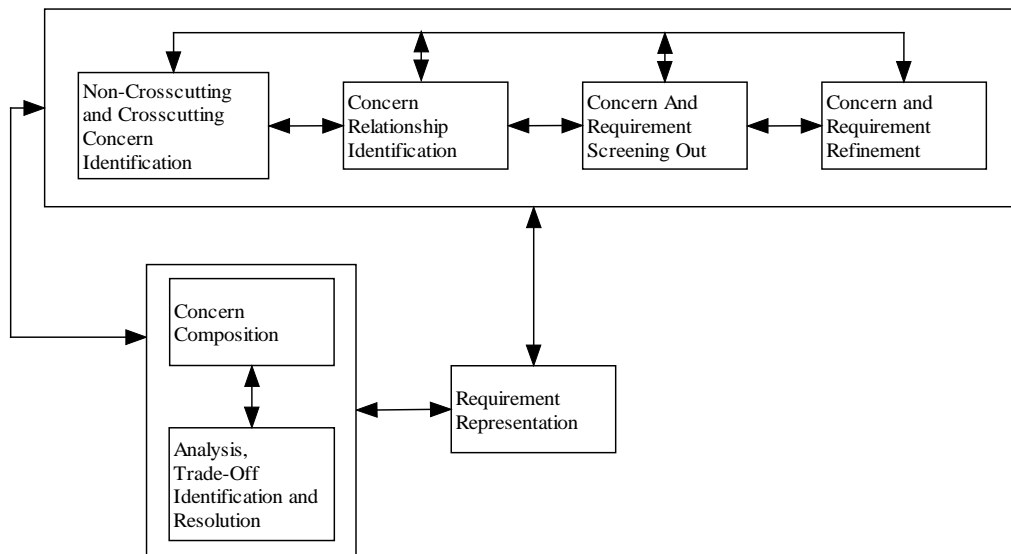 Non-Crosscutting
and Crosscutting
Concern
Identification
Concern
Relationship
Identification
Concern And
Requirement
Screening Out
Concern and
Requirement
Refinement
Concern
Composition
Analysis,
Trade-Off
Identification and
Resolution
Requirement
Representation